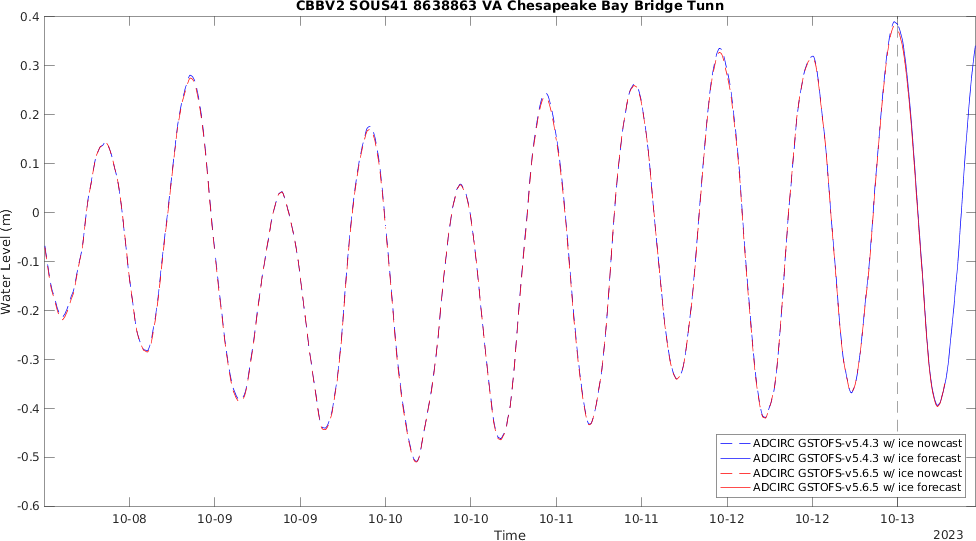 CBBV2 SOUS41 8638863 VA Chesapeake Bay Bridge Tunn
0.4
0.3
0.2
0.1
0
-0.1
-0.2
-0.3
-0.4
-0.5
-0.6
Water Level (m)
ADCIRC GSTOFS-v5.4.3 w/ ice nowcast
ADCIRC GSTOFS-v5.4.3 w/ ice forecast
ADCIRC GSTOFS-v5.6.5 w/ ice nowcast
ADCIRC GSTOFS-v5.6.5 w/ ice forecast
10-08 10-09 10-09 10-10 10-10 10-11 10-11 10-12 10-12 10-13
Time
2023